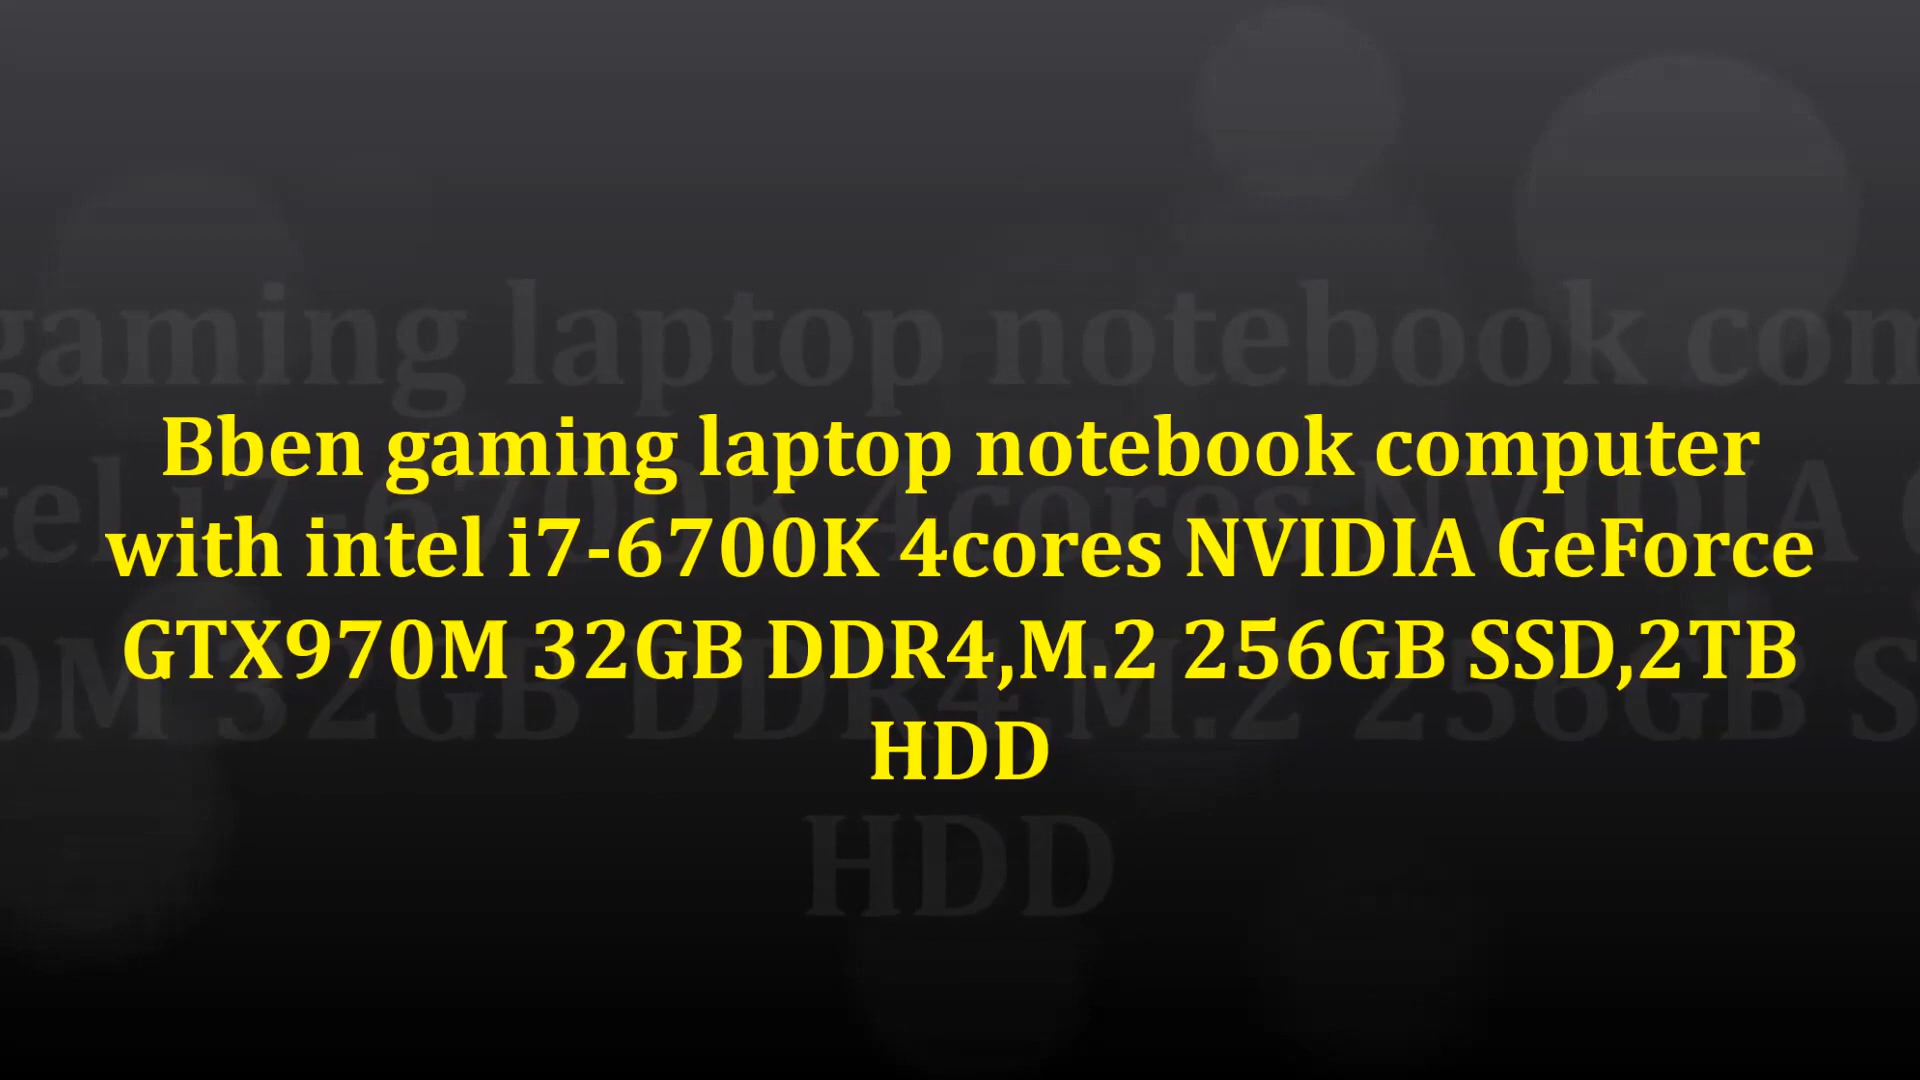 Bben gaming laptop notebook computer
with intel i7-6700K 4cores NVIDIA GeForce
GTX970M 32GB DDR4,M.2 256GB SSD,2TB
HDD